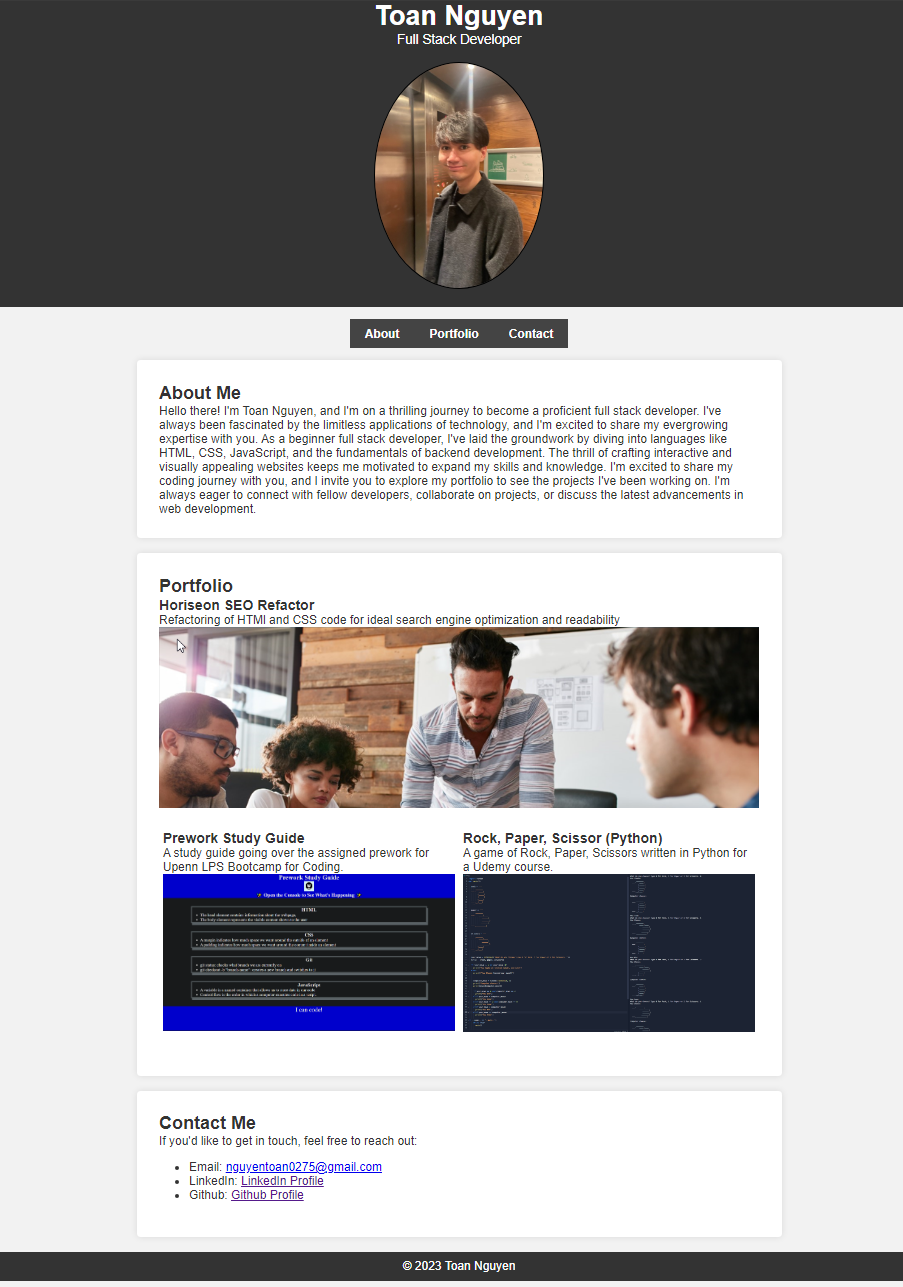 Toan Nguyen
Full Stack Developer
About Portfolio Contact
About Me
Hello there! I'm Toan Nguyen, and I'm on a thrilling journey to become a proficient full stack developer. I've
always been fascinated by the limitless applications of technology, and I'm excited to share my evergrowing
expertise with you. As a beginner full stack developer, I've laid the groundwork by diving into languages like
HTML, CSS, JavaScript, and the fundamentals of backend development. The thrill of crafting interactive and
visually appealing websites keeps me motivated to expand my skills and knowledge. I'm excited to share my
coding journey with you, and I invite you to explore my portfolio to see the projects I've been working on. I'm
always eager to connect with fellow developers, collaborate on projects, or discuss the latest advancements in
web development.
Portfolio
Horiseon SEO Refactor
Refactoring of HTMl and CSS code for ideal search engine optimization and readability
Prework Study Guide
A study guide going over the assigned prework for
Upenn LPS Bootcamp for Coding.
Prework Study Guide
Open the Console to See What's Happening
HTML
CSS
Git
JavaScript
I can code!
Rock, Paper, Scissor (Python)
A game of Rock, Paper, Scissors written in Python for
a Udemy course.
Contact Me
If you'd like to get in touch, feel free to reach out:
• Email: nguyentoan0275@gmail.com
• LinkedIn: LinkedIn Profile
• Github: Github Profile
© 2023 Toan Nguyen